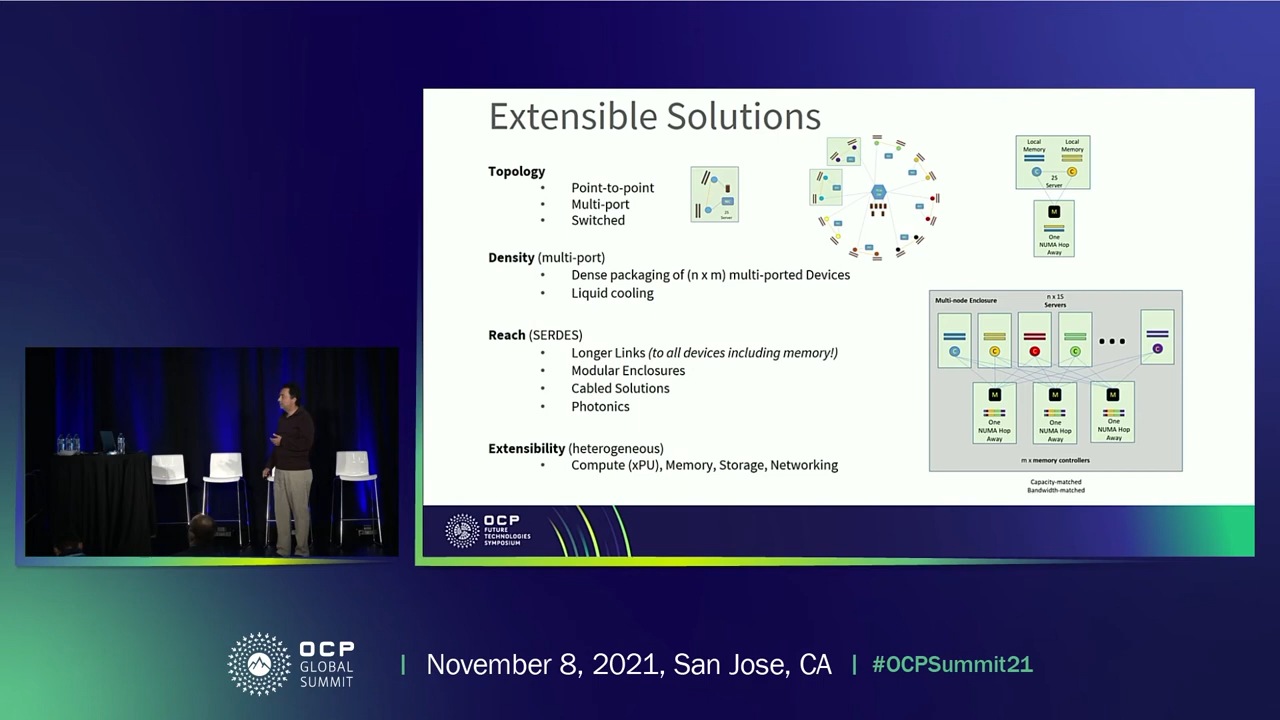 Extensible Solutions
Topology
• Point-to-point
• Multi-port
• Switched
Density (multi-port)
• Dense packaging of (n x m) multi-ported Devices
• Liquid cooling
Reach (SERDES)
• Longer Links (to all devices including memory!)
• Modular Enclosures
• Cabled Solutions
• Photonics
Extensibility (heterogeneous)
• Compute (xPU), Memory, Storage, Networking
2S
Server
Local
Memory
Local
Memory
C
C
2S
Server
M
One
NUMA Hop
Away
Multi-node Enclosure
n x 1S
Servers
C
C
C
C
C
M
M
M
One
NUMA Hop
Away
One
NUMA Hop
Away
One
NUMA Hop
Away
m x memory controllers
Capacity-matched
Bandwidth-matched
OCP
FUTURE
TECHNOLOGIES
SYMPOSIUM
OCP
GLOBAL
SUMMIT
| November 8, 2021, San Jose, CA | #OCPSummit21